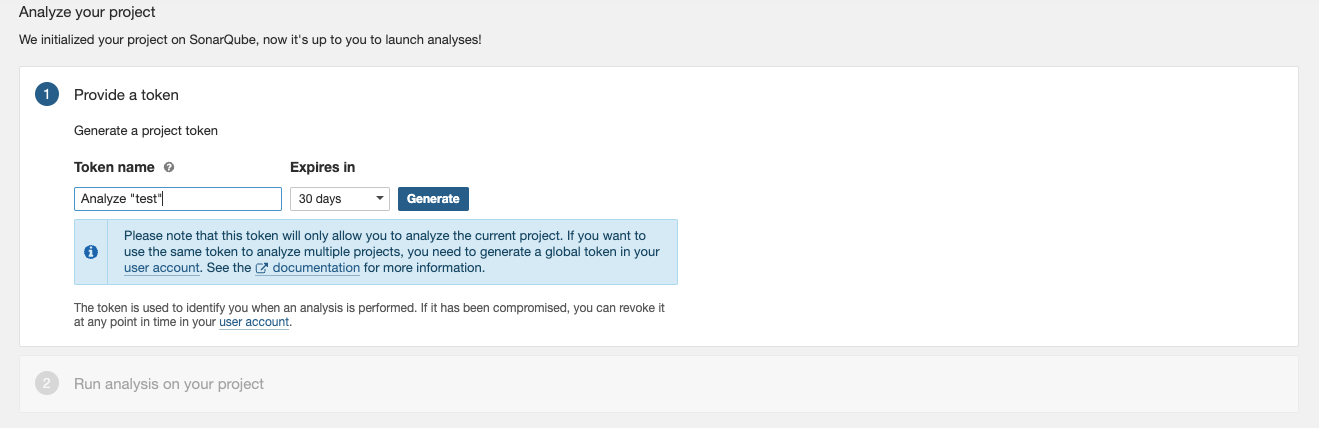 Analyze your project
We initialized your project on SonarQube, now it's up to you to launch analyses!
1 Provide a token
Generate a project token
Token name ? Expires in
Analyze "test" 30 days Generate
Please note that this token will only allow you to analyze the current project. If you want to
use the same token to analyze multiple projects, you need to generate a global token in your
user account. See the documentation for more information.
The token is used to identify you when an analysis is performed. If it has been compromised, you can revoke it
at any point in time in your user account.
2 Run analysis on your project